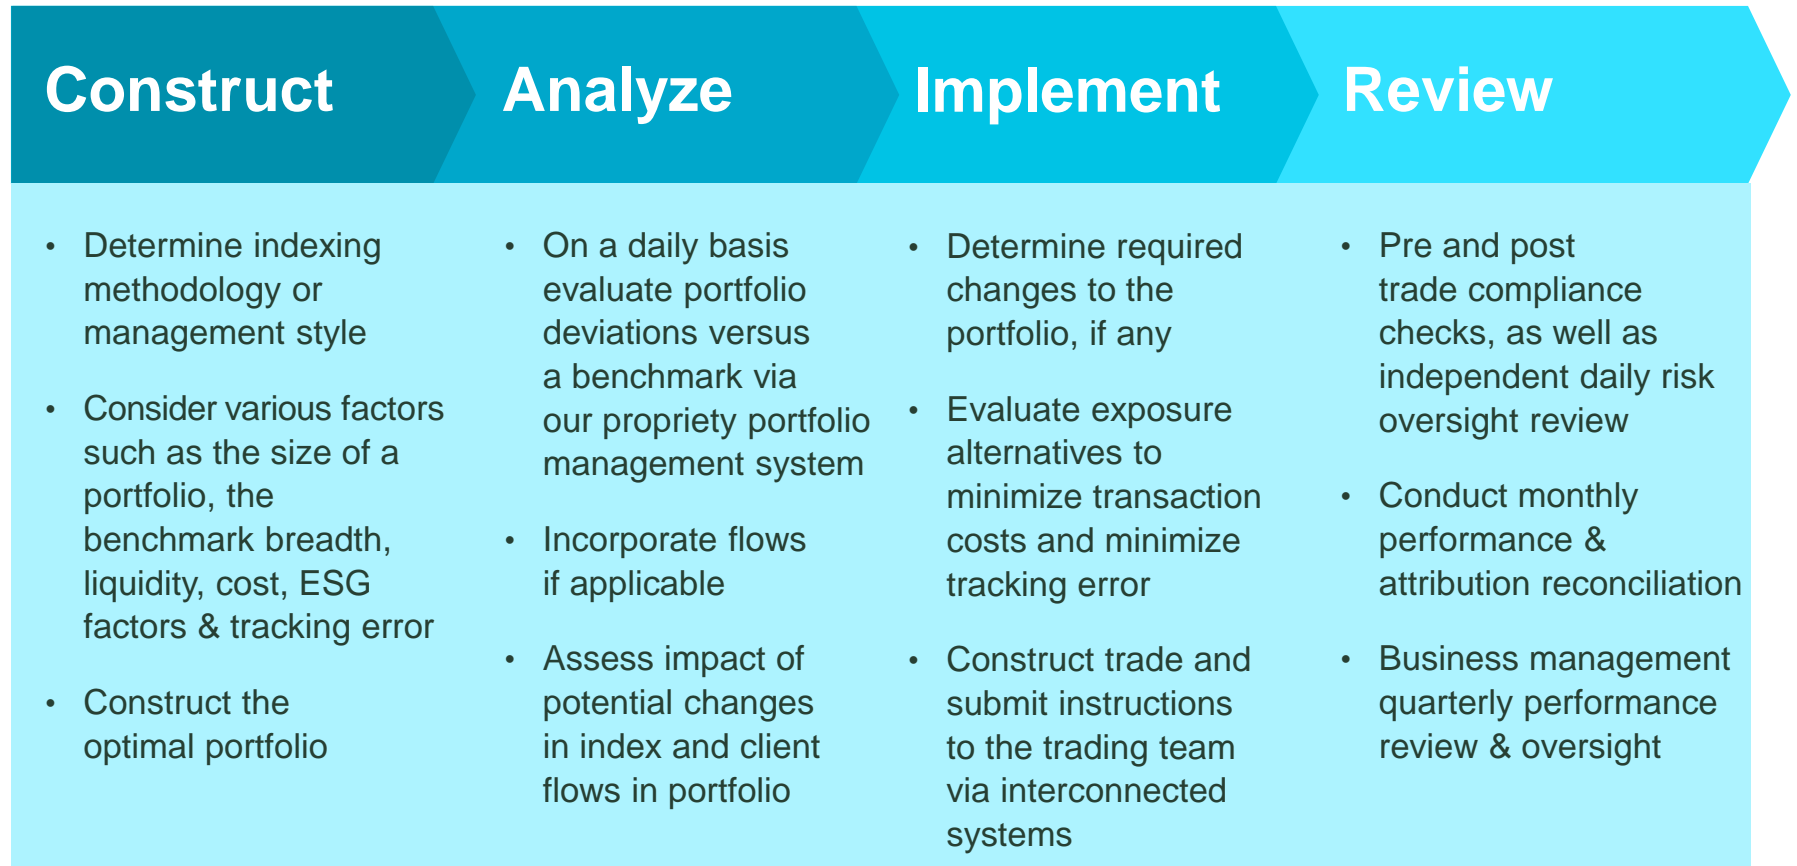 Construct
Analyze
Implement
Review
• Determine indexing
methodology or
management style
• Consider various factors
such as the size of a
portfolio, the
benchmark breadth,
liquidity, cost, ESG
factors & tracking error
• Construct the
optimal portfolio
• On a daily basis
evaluate portfolio
deviations versus
a benchmark via
our propriety portfolio
management system
• Incorporate flows
if applicable
• Assess impact of
potential changes
in index and client
flows in portfolio
• Determine required
changes to the
portfolio, if any
• Evaluate exposure
alternatives to
minimize transaction
costs and minimize
tracking error
• Construct trade and
submit instructions
to the trading team
via interconnected
systems
• Pre and post
trade compliance
checks, as well as
independent daily risk
oversight review
• Conduct monthly
performance &
attribution reconciliation
• Business management
quarterly performance
review & oversight